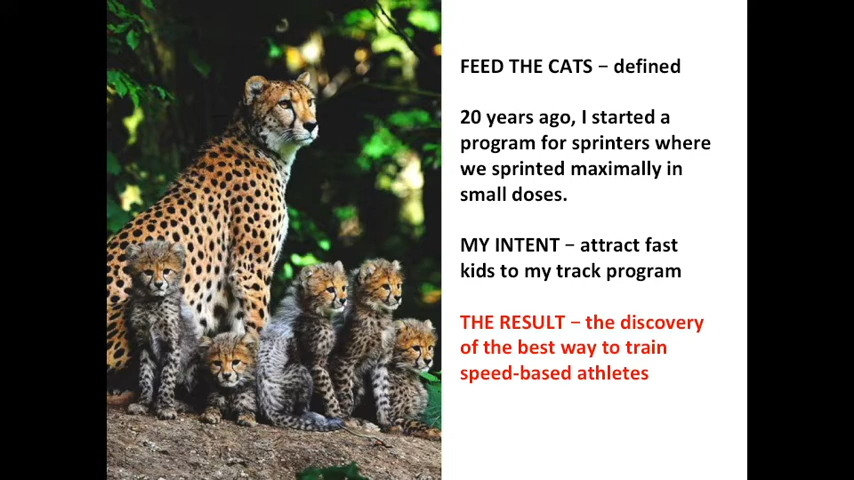 FEED THE CATS – defined
20 years ago, I started a
program for sprinters where
we sprinted maximally in
small doses.
MY INTENT – attract fast
kids to my track program
THE RESULT – the discovery
of the best way to train
speed-based athletes